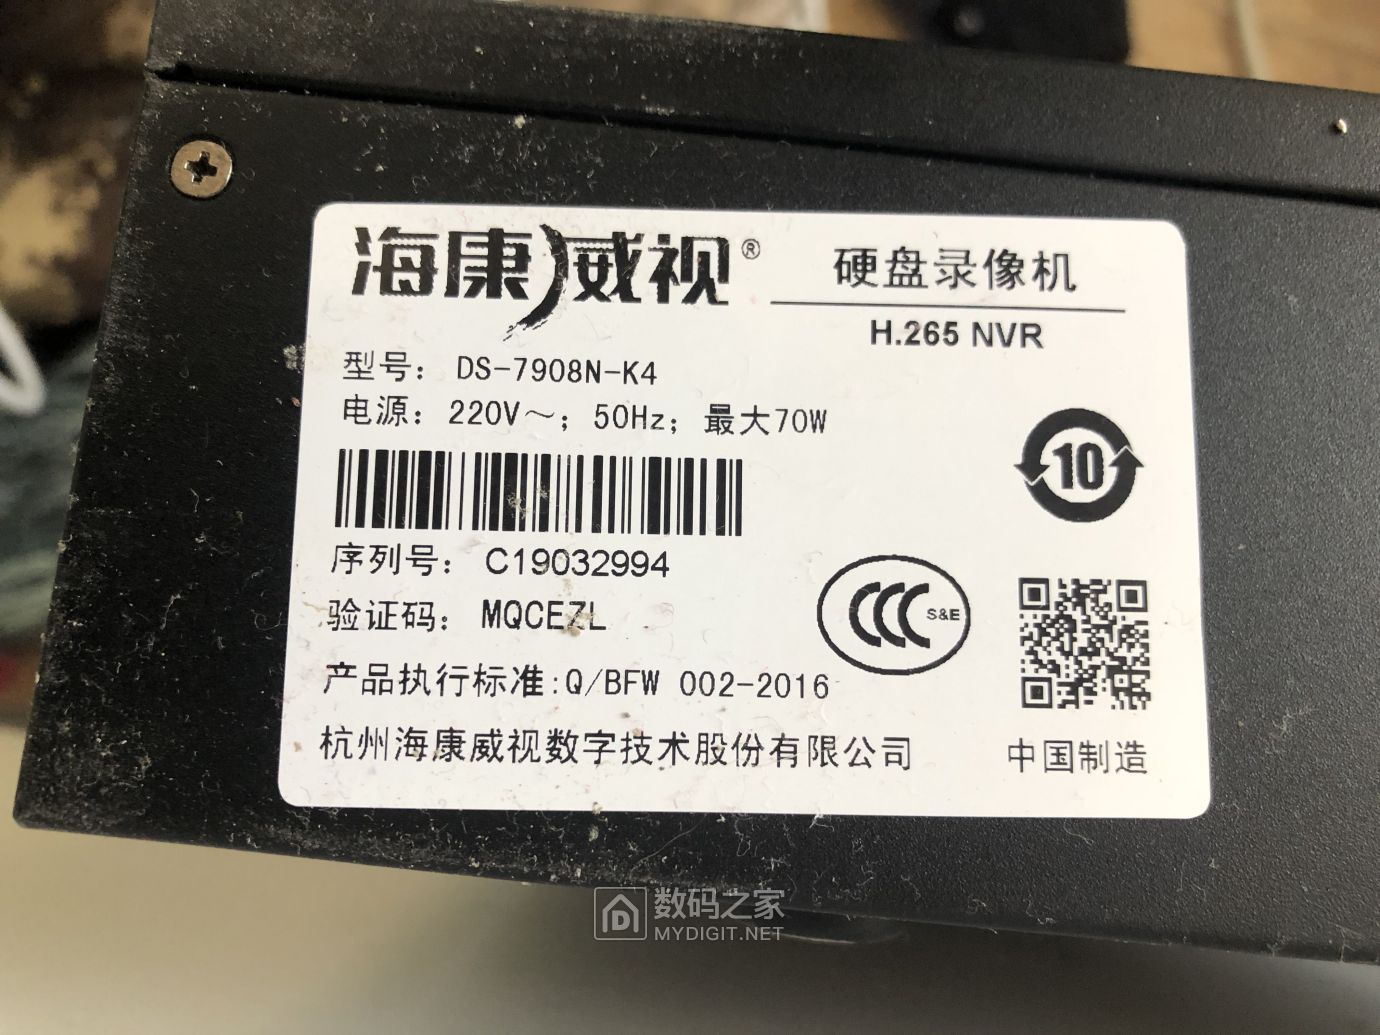 海康威视® 硬盘录像机
H.265 NVR
型号： DS-7908N-K4
电源： 220V～; 50Hz; 最大70W
10
序列号： C19032994
验证码： MQCEZL
CCC S&E
产品执行标准:Q/BFW 002-2016
杭州海康威视数字技术股份有限公司 中国制造
数码之家
MYDIGIT.NET